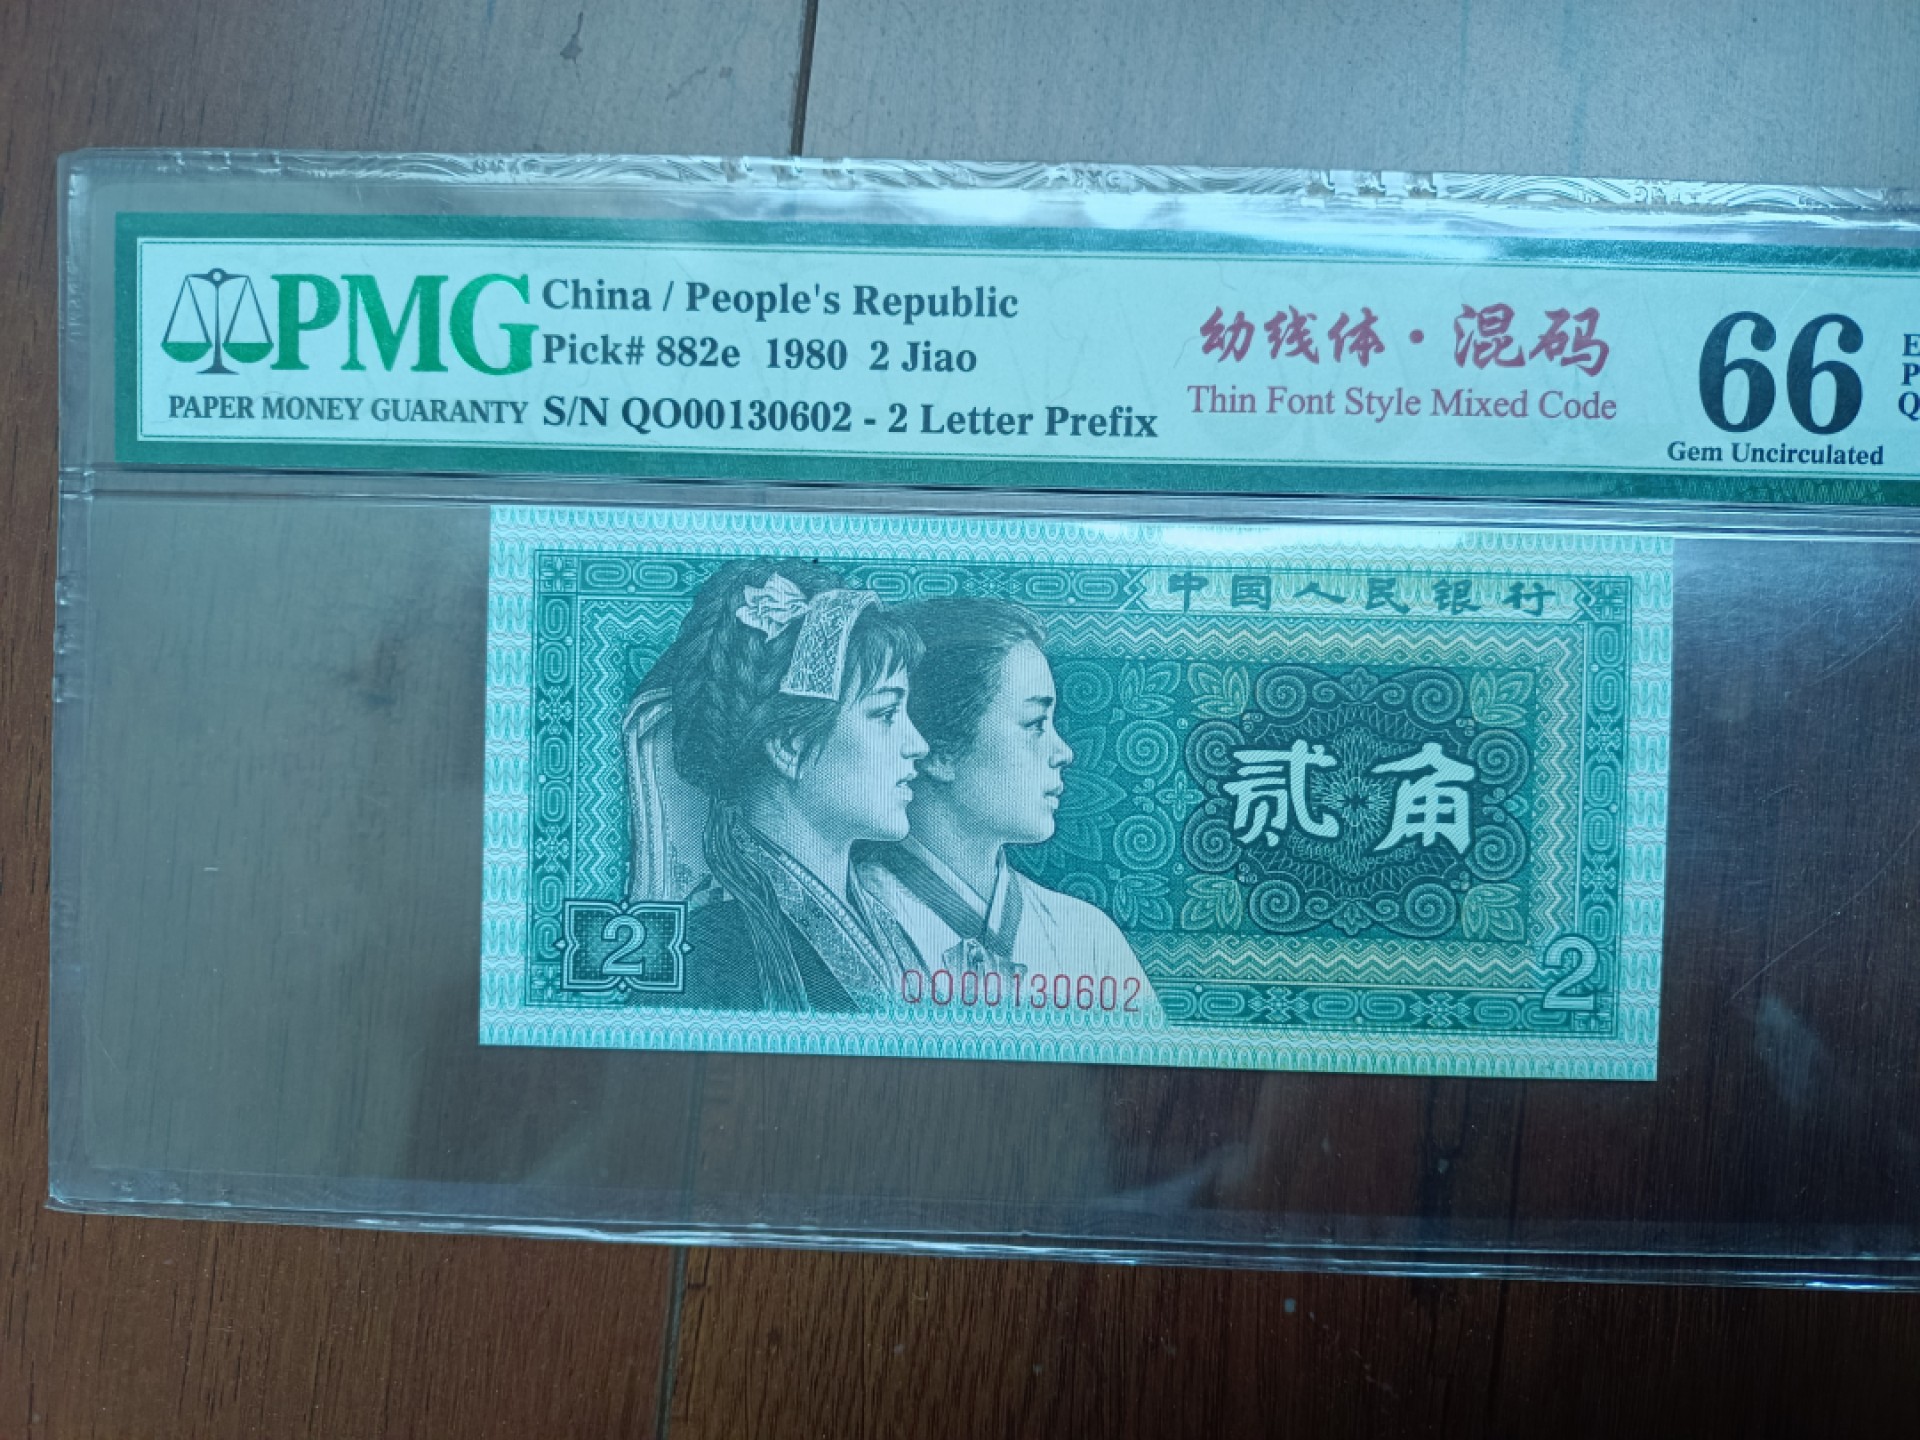 PMG
PAPER MONEY GUARANTY
China / People's Republic
Pick# 882e 1980 2 Jiao
S/N QO00130602 - 2 Letter Prefix
幼线体·混码
Thin Font Style Mixed Code
66
Gem Uncirculated
E
P
Q
中国人民银行
贰角
2
QO00130602
2